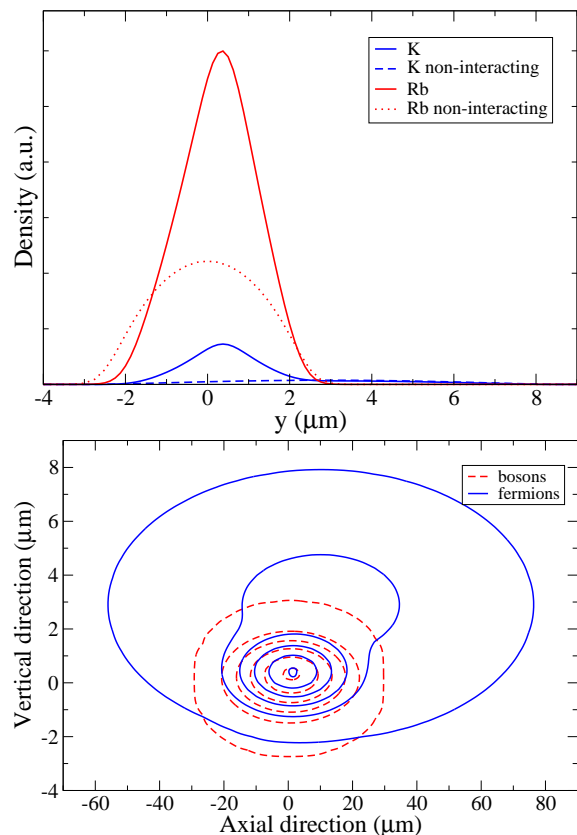 K
K non-interacting
Rb
Rb non-interacting
Density (a.u.)
-4 -2 0 2 4 6 8
y (μm)
bosons
fermions
Vertical direction (μm)
8
6
4
2
0
-2
-4
-60 -40 -20 0 20 40 60 80
Axial direction (μm)